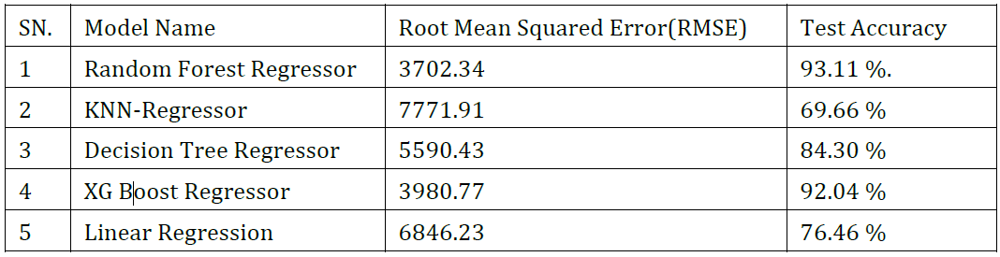 SN. Model Name Root Mean Squared Error(RMSE) Test Accuracy
1 Random Forest Regressor 3702.34 93.11 %.
2 KNN-Regressor 7771.91 69.66 %
3 Decision Tree Regressor 5590.43 84.30 %
4 XG Boost Regressor 3980.77 92.04 %
5 Linear Regression 6846.23 76.46 %